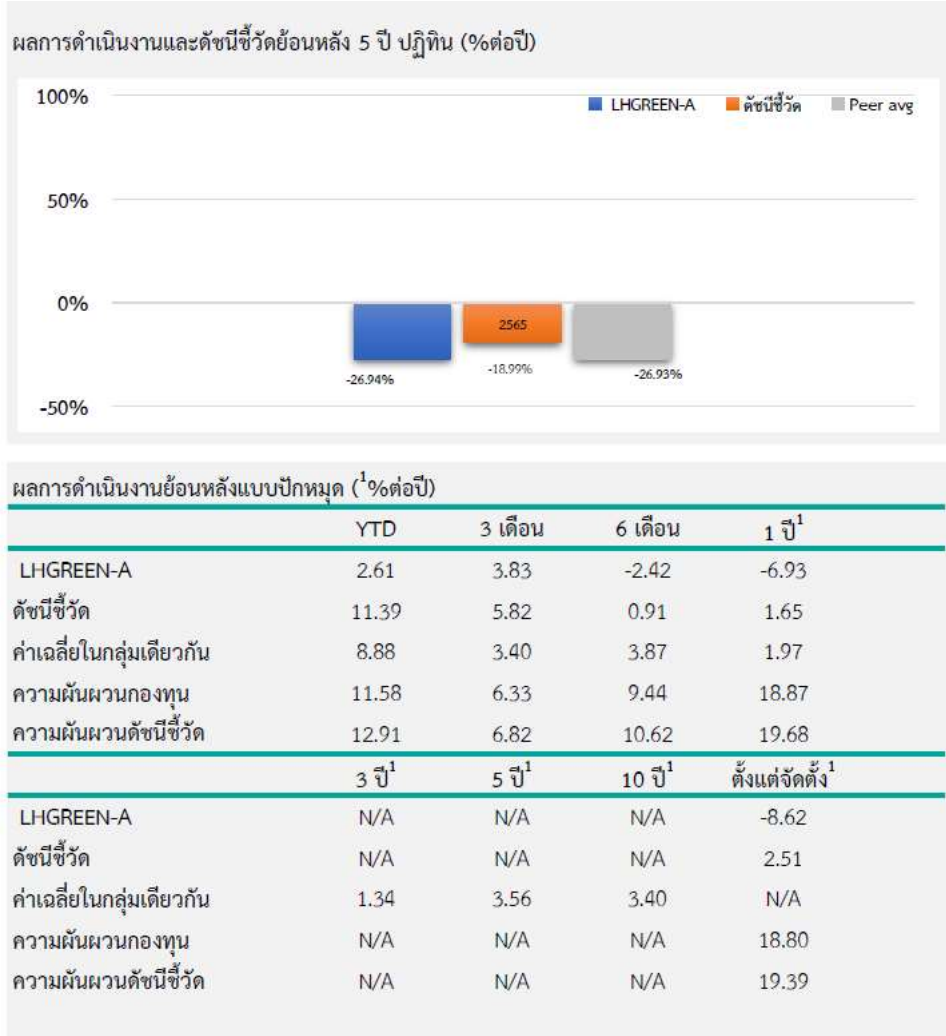 ผลการดำเนินงานและดัชนีชี้วัดย้อนหลัง 5 ปี ปฏิทิน (%ต่อปี)
100%
LHGREEN-A ดัชนีชี้วัด Peer avg
50%
0%
2565
-26.94% -18.99% -26.93%
-50%
ผลการดำเนินงานย้อนหลังแบบปักหมุด (¹%ต่อปี)
YTD 3 เดือน 6 เดือน 1 ปี¹
LHGREEN-A 2.61 3.83 -2.42 -6.93
ดัชนีชี้วัด 11.39 5.82 0.91 1.65
ค่าเฉลี่ยในกลุ่มเดียวกัน 8.88 3.40 3.87 1.97
ความผันผวนกองทุน 11.58 6.33 9.44 18.87
ความผันผวนดัชนีชี้วัด 12.91 6.82 10.62 19.68
3 ปี¹ 5 ปี¹ 10 ปี¹ ตั้งแต่จัดตั้ง¹
LHGREEN-A N/A N/A N/A -8.62
ดัชนีชี้วัด N/A N/A N/A 2.51
ค่าเฉลี่ยในกลุ่มเดียวกัน 1.34 3.56 3.40 N/A
ความผันผวนกองทุน N/A N/A N/A 18.80
ความผันผวนดัชนีชี้วัด N/A N/A N/A 19.39